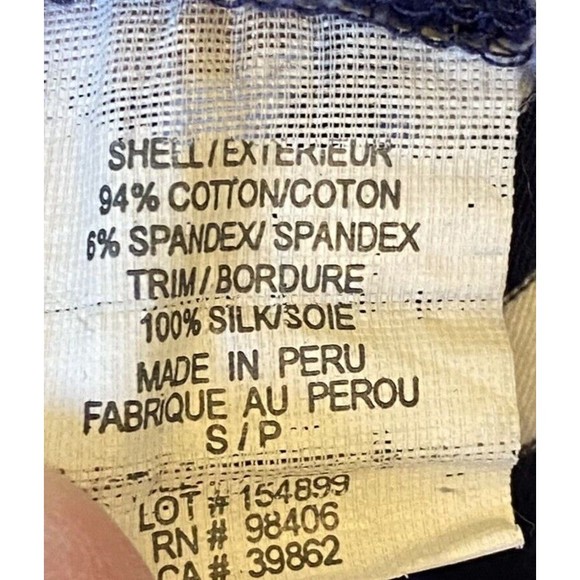 SHELL/EXTERIEUR
94% COTTON/COTON
6% SPANDEX/ SPANDEX
TRIM/BORDURE
100% SILK/SOIE
MADE IN PERU
FABRIQUE AU PEROU
S/P
LOT # 154899
RN# 98406
CA# 39862